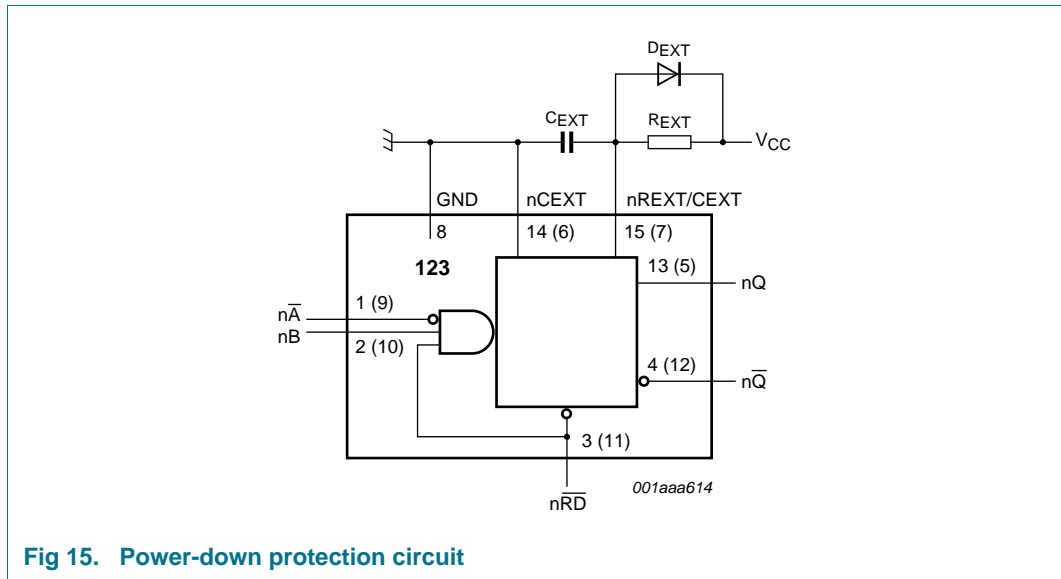 DEXT
CEXT
REXT
VCC
GND
nCEXT
nREXT/CEXT
8
14 (6)
15 (7)
123
13 (5)
nQ
1 (9)
nA̅
nB
2 (10)
4 (12)
nQ̅
3 (11)
001aaa614
nR̅D̅
Fig 15. Power-down protection circuit